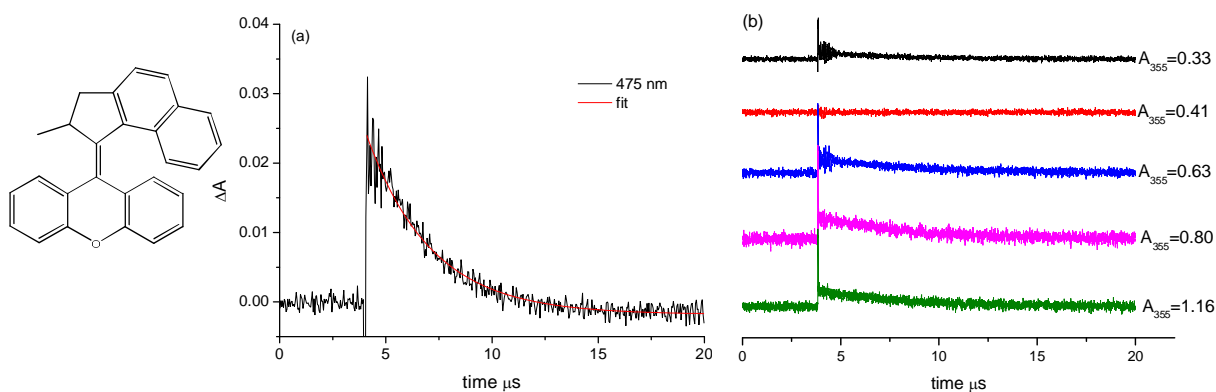 O
(a)
475 nm
fit
0.04
0.03
0.02
0.01
0.00
ΔA
0
5
10
15
20
time μs
(b)
A355=0.33
A355=0.41
A355=0.63
A355=0.80
A355=1.16
0
5
10
15
20
time μs